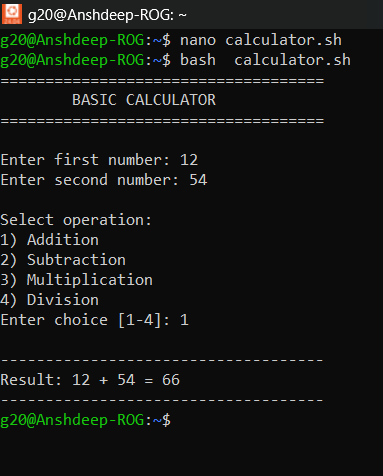 g20@Anshdeep-ROG: ~
g20@Anshdeep-ROG:~$ nano calculator.sh
g20@Anshdeep-ROG:~$ bash  calculator.sh
====================================
        BASIC CALCULATOR
====================================
Enter first number: 12
Enter second number: 54
Select operation:
1) Addition
2) Subtraction
3) Multiplication
4) Division
Enter choice [1-4]: 1
------------------------------------
Result: 12 + 54 = 66
------------------------------------
g20@Anshdeep-ROG:~$